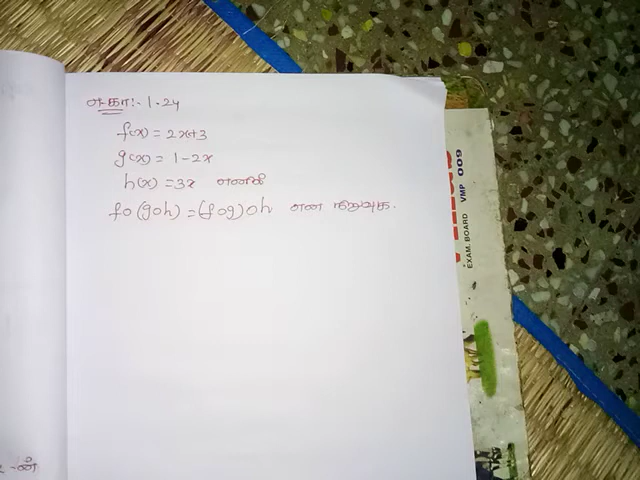 எ.கா:- 1.24
f(x) = 2x+3
g(x) = 1-2x
h(x) = 3x எனில்
fo(goh) = (fog)oh என நிறுவுக.
EXAM. BOARD VMP 009
-ன்